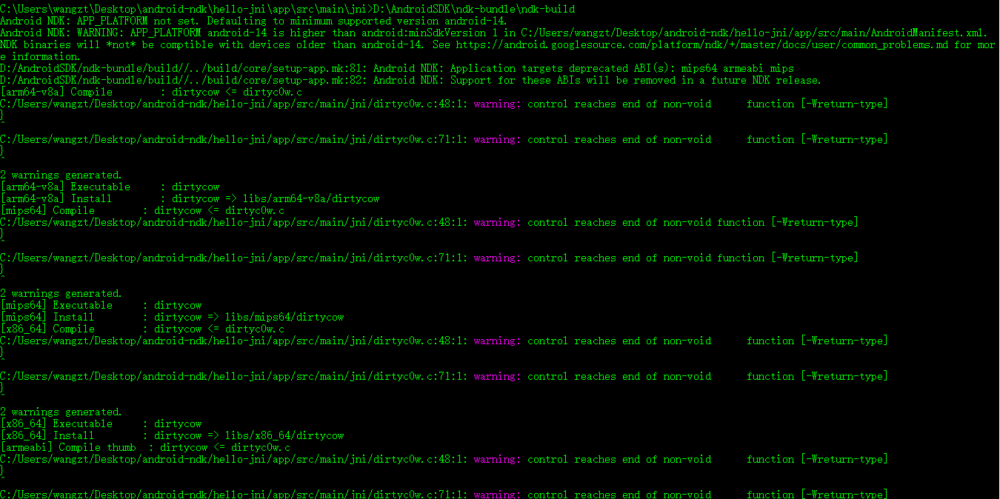 C:\Users\wangzt\Desktop\android-ndk\hello-jni\app\src\main\jni>D:\AndroidSDK\ndk-bundle\ndk-build
Android NDK: APP_PLATFORM not set. Defaulting to minimum supported version android-14.
Android NDK: WARNING: APP_PLATFORM android-14 is higher than android:minSdkVersion 1 in C:/Users/wangzt/Desktop/android-ndk/hello-jni/app/src/main/AndroidManifest.xml.
NDK binaries will *not* be comptible with devices older than android-14. See https://android.googlesource.com/platform/ndk/+/master/docs/user/common_problems.md for mor
e information.
D:/AndroidSDK/ndk-bundle/build//../build/core/setup-app.mk:81: Android NDK: Application targets deprecated ABI(s): mips64 armeabi mips
D:/AndroidSDK/ndk-bundle/build//../build/core/setup-app.mk:82: Android NDK: Support for these ABIs will be removed in a future NDK release.
[arm64-v8a] Compile        : dirtycow <= dirtyc0w.c
C:/Users/wangzt/Desktop/android-ndk/hello-jni/app/src/main/jni/dirtyc0w.c:48:1: warning: control reaches end of non-void      function [-Wreturn-type]
}
^
C:/Users/wangzt/Desktop/android-ndk/hello-jni/app/src/main/jni/dirtyc0w.c:71:1: warning: control reaches end of non-void      function [-Wreturn-type]
}
^
2 warnings generated.
[arm64-v8a] Executable     : dirtycow
[arm64-v8a] Install        : dirtycow => libs/arm64-v8a/dirtycow
[mips64] Compile        : dirtycow <= dirtyc0w.c
C:/Users/wangzt/Desktop/android-ndk/hello-jni/app/src/main/jni/dirtyc0w.c:48:1: warning: control reaches end of non-void function [-Wreturn-type]
}
^
C:/Users/wangzt/Desktop/android-ndk/hello-jni/app/src/main/jni/dirtyc0w.c:71:1: warning: control reaches end of non-void function [-Wreturn-type]
}
^
2 warnings generated.
[mips64] Executable     : dirtycow
[mips64] Install        : dirtycow => libs/mips64/dirtycow
[x86_64] Compile        : dirtycow <= dirtyc0w.c
C:/Users/wangzt/Desktop/android-ndk/hello-jni/app/src/main/jni/dirtyc0w.c:48:1: warning: control reaches end of non-void      function [-Wreturn-type]
}
^
C:/Users/wangzt/Desktop/android-ndk/hello-jni/app/src/main/jni/dirtyc0w.c:71:1: warning: control reaches end of non-void      function [-Wreturn-type]
}
^
2 warnings generated.
[x86_64] Executable     : dirtycow
[x86_64] Install        : dirtycow => libs/x86_64/dirtycow
[armeabi] Compile thumb  : dirtycow <= dirtyc0w.c
C:/Users/wangzt/Desktop/android-ndk/hello-jni/app/src/main/jni/dirtyc0w.c:48:1: warning: control reaches end of non-void      function [-Wreturn-type]
}
^
C:/Users/wangzt/Desktop/android-ndk/hello-jni/app/src/main/jni/dirtyc0w.c:71:1: warning: control reaches end of non-void      function [-Wreturn-type]